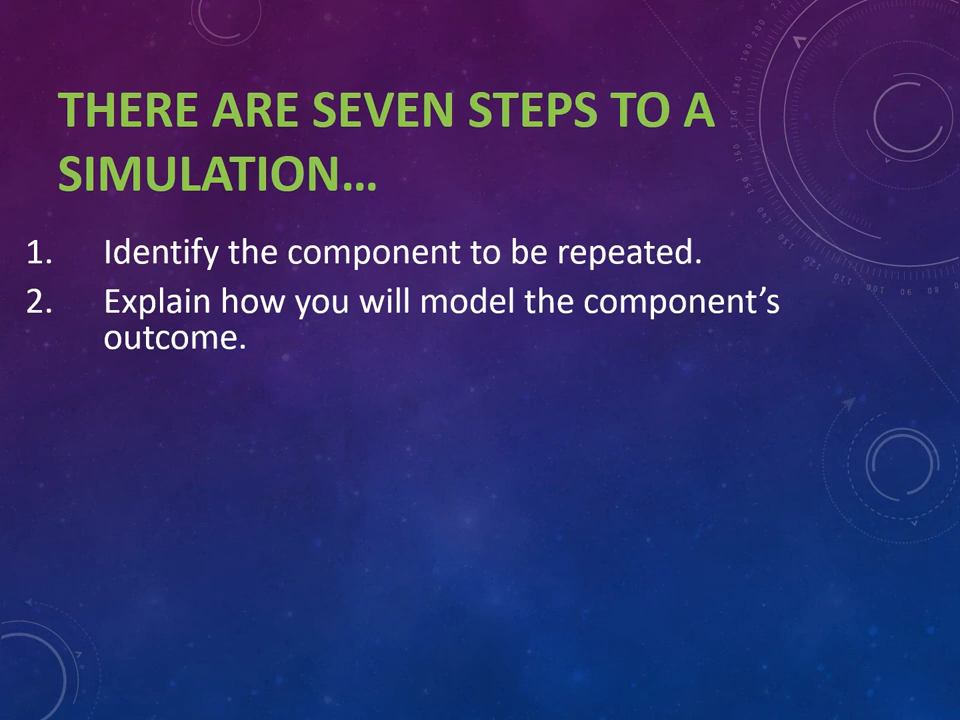 THERE ARE SEVEN STEPS TO A
SIMULATION…
1. Identify the component to be repeated.
2. Explain how you will model the component’s
outcome.